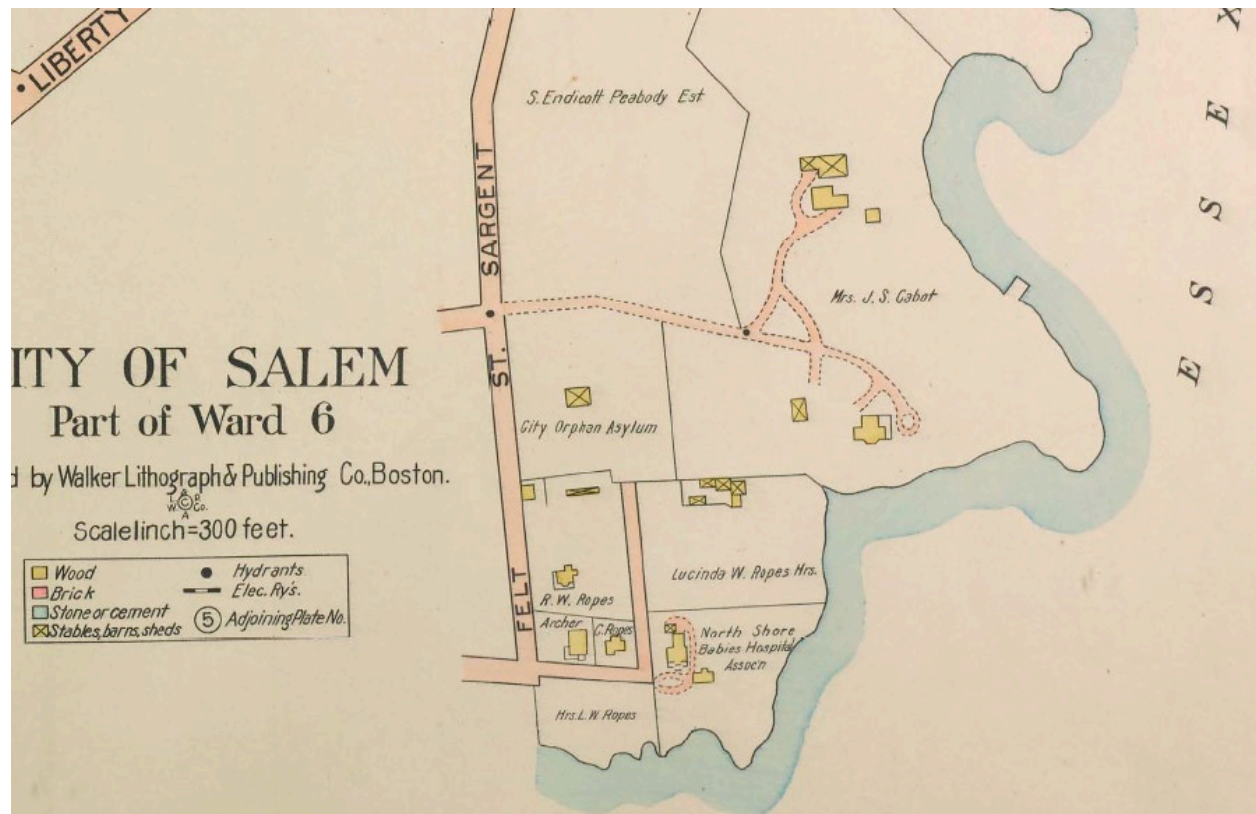 LIBERTY
S. Endicott Peabody Est
SARGENT
ST.
Mrs. J. S. Cabot
E S S E X
ITY OF SALEM
Part of Ward 6
d by Walker Lithograph & Publishing Co., Boston.
Scale 1 inch = 300 feet.
Wood
Brick
Stone or cement
Stables, barns, sheds
Hydrants
Elec. Ry's.
5 Adjoining Plate No.
City Orphan Asylum
FELT
R. W. Ropes
Archer
C. Ropes
Lucinda W. Ropes Hrs.
North Shore
Babies Hospital
Assoc'n
Hrs. L. W. Ropes